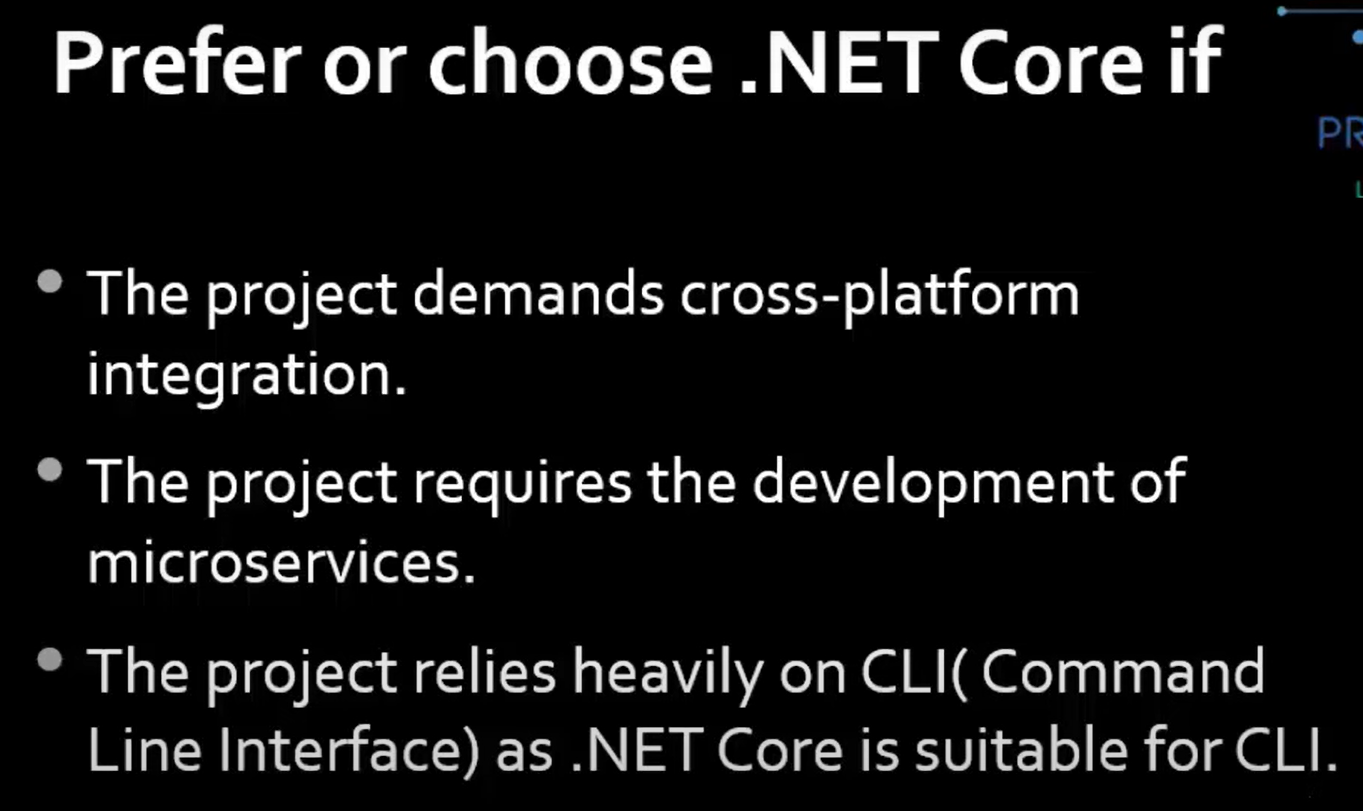 Prefer or choose .NET Core if
• The project demands cross-platform
integration.
• The project requires the development of
microservices.
• The project relies heavily on CLI( Command
Line Interface) as .NET Core is suitable for CLI.